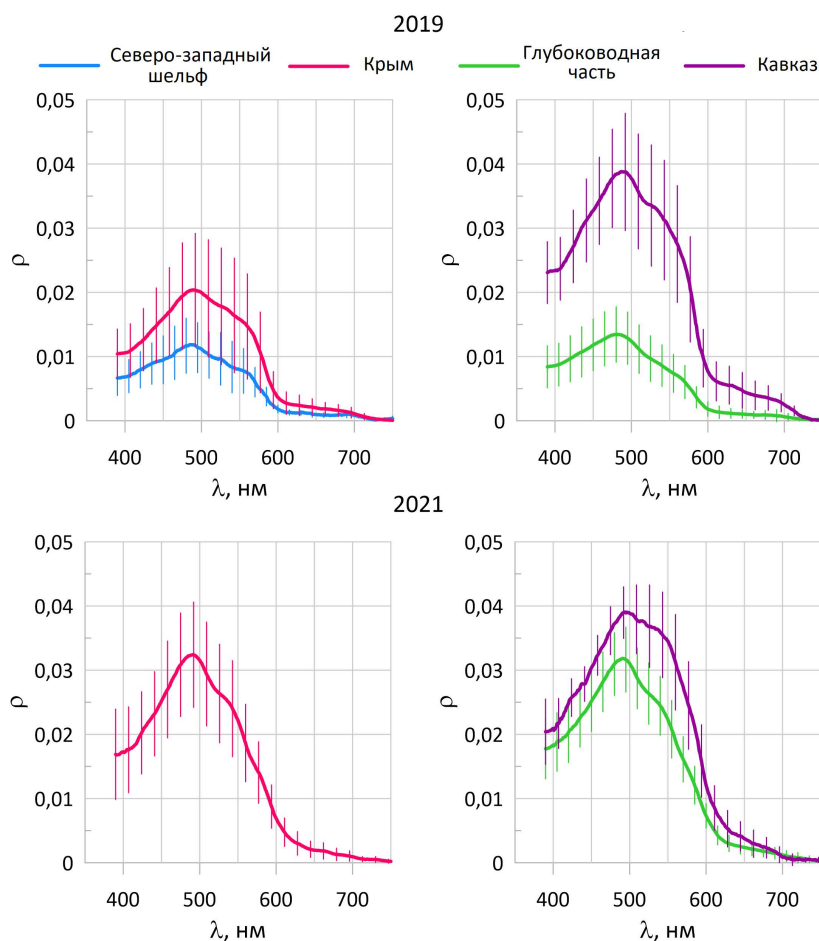 2019
Северо-западный
шельф
Крым
Глубоководная
часть
Кавказ
0,05
0,04
0,03
0,02
0,01
0
ρ
400 500 600 700
λ, нм
0,05
0,04
0,03
0,02
0,01
0
ρ
400 500 600 700
λ, нм
2021
0,05
0,04
0,03
0,02
0,01
0
ρ
400 500 600 700
λ, нм
0,05
0,04
0,03
0,02
0,01
0
ρ
400 500 600 700
λ, нм